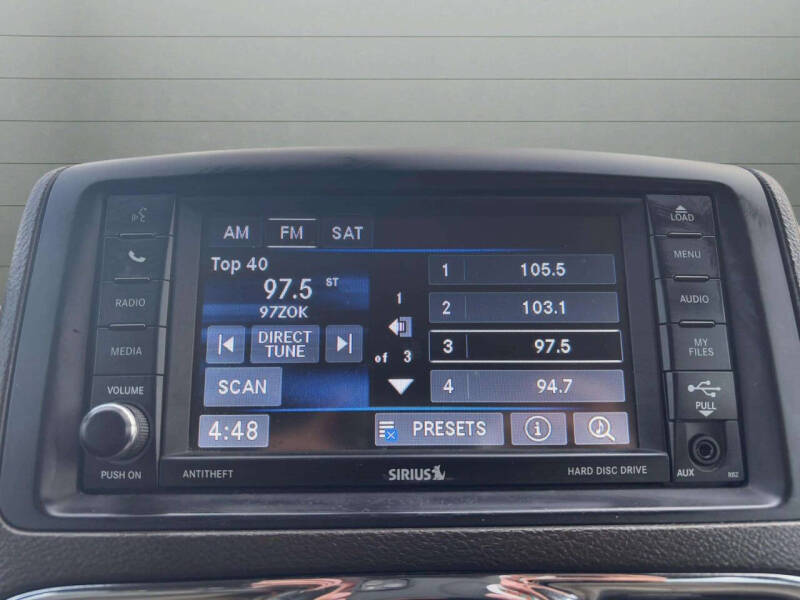 AM FM SAT
Top 40
97.5 ST
97ZOK
DIRECT
TUNE
SCAN
4:48
1
of 3
1 105.5
2 103.1
3 97.5
4 94.7
PRESETS
RADIO
MEDIA
VOLUME
PUSH ON
LOAD
MENU
AUDIO
MY
FILES
PULL
AUX
RBZ
ANTITHEFT
SIRIUS
HARD DISC DRIVE